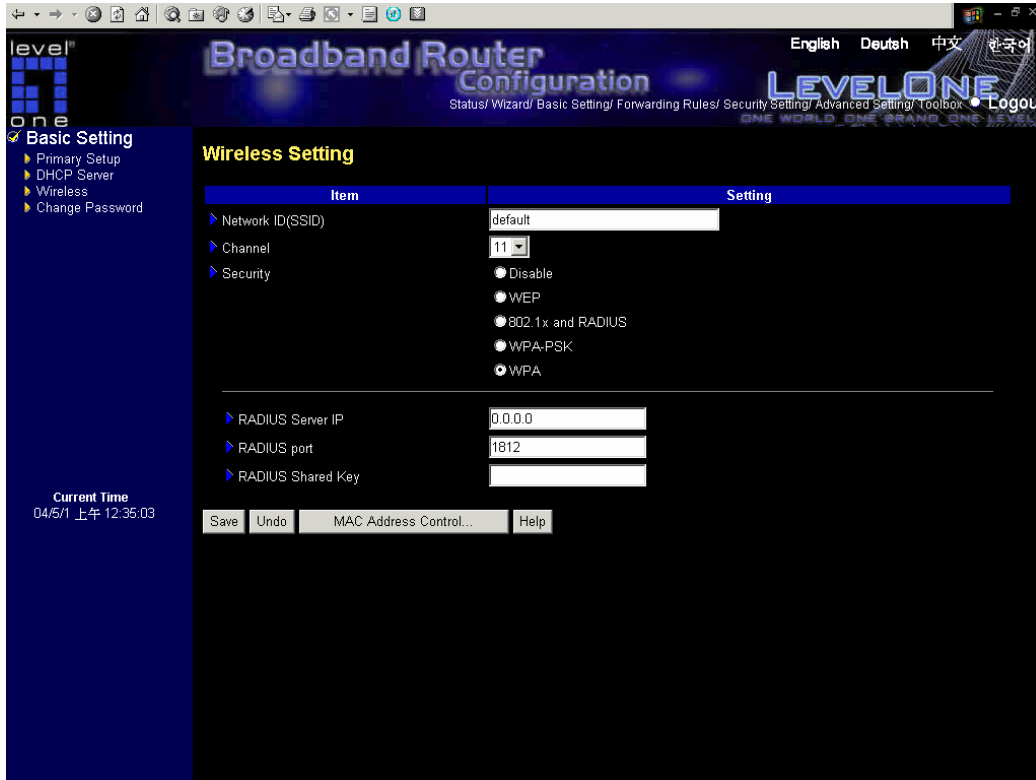 level®
one
Broadband Router
Configuration
English Deutsh 中文 한국어
LEVELONE
Status/ Wizard/ Basic Setting/ Forwarding Rules/ Security Setting/ Advanced Setting/ Toolbox Logou
ONE WORLD ONE BRAND ONE LEVEL
Basic Setting
Primary Setup
DHCP Server
Wireless
Change Password
Current Time
04/5/1 上午 12:35:03
Wireless Setting
Item Setting
Network ID(SSID) default
Channel 11
Security Disable
WEP
802.1x and RADIUS
WPA-PSK
WPA
RADIUS Server IP 0.0.0.0
RADIUS port 1812
RADIUS Shared Key
Save Undo MAC Address Control... Help